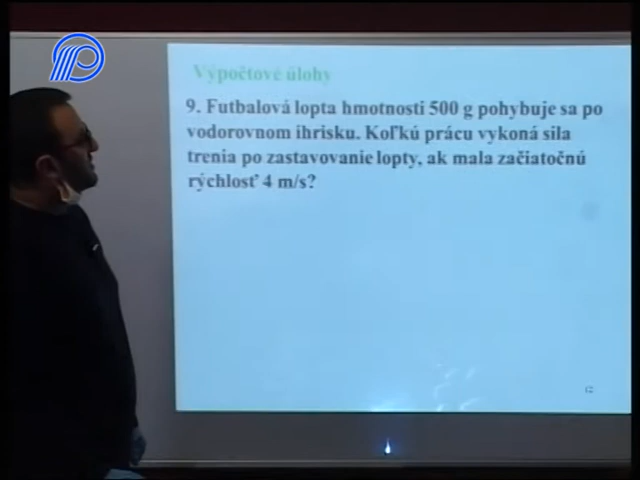 Výpočtové úlohy
9. Futbalová lopta hmotnosti 500 g pohybuje sa po
vodorovnom ihrisku. Koľkú prácu vykoná sila
trenia po zastavovanie lopty, ak mala začiatočnú
rýchlosť 4 m/s?
12